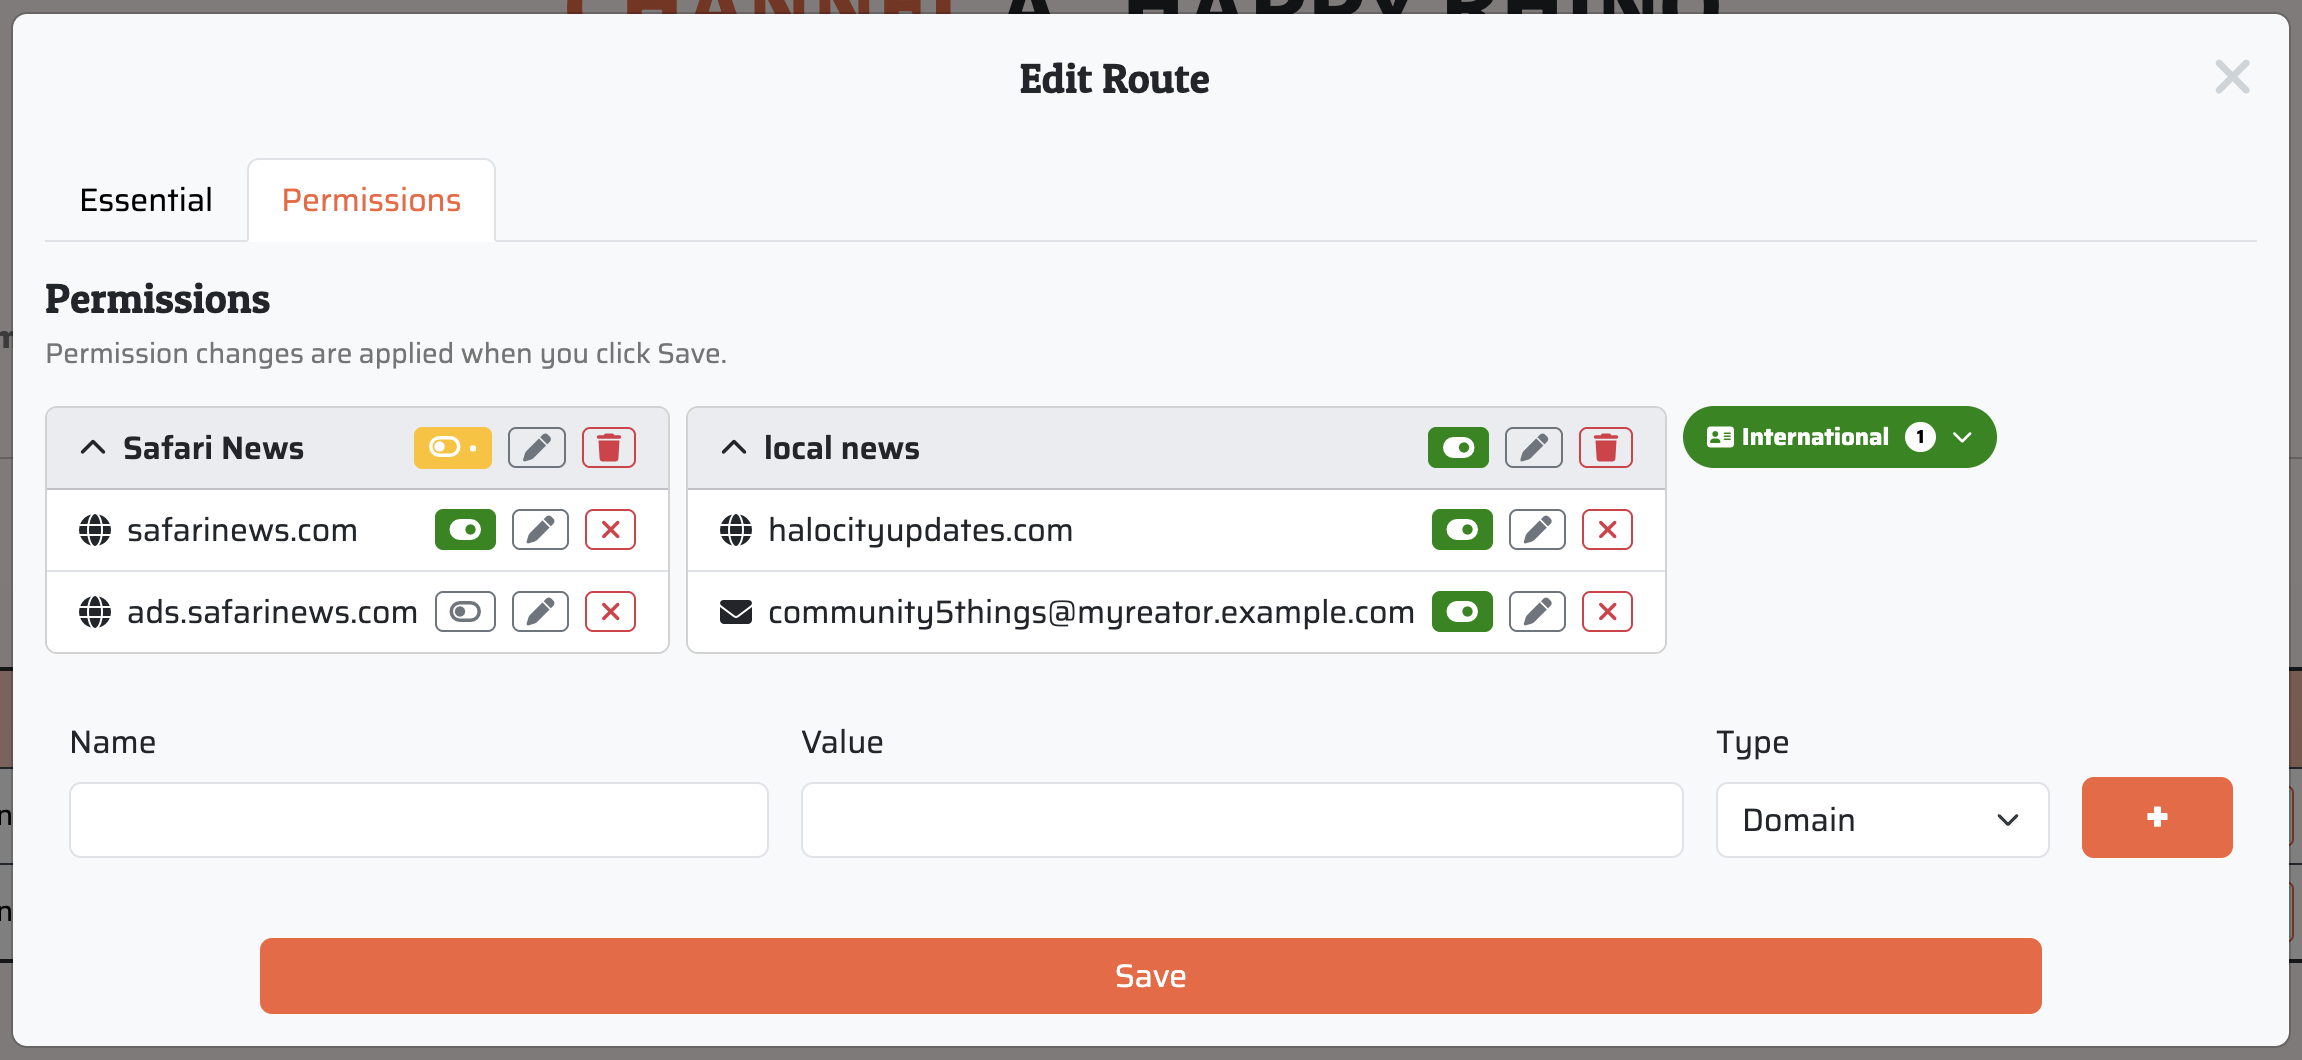 Edit Route
Essential
Permissions
Permissions
Permission changes are applied when you click Save.
Safari News
safarinews.com
ads.safarinews.com
local news
halocityupdates.com
community5things@myreator.example.com
International 1
Name
Value
Type
Domain
Save